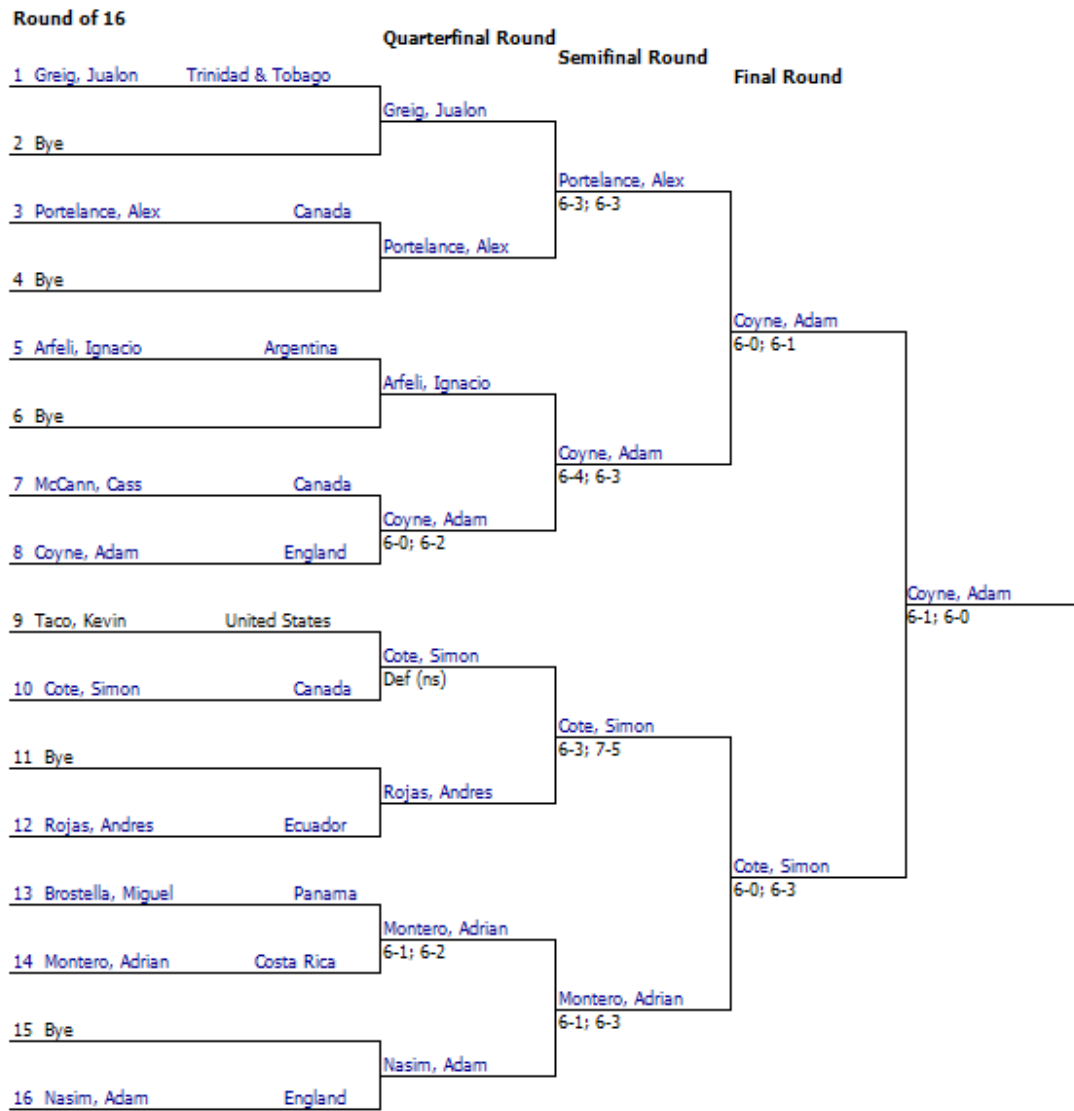 Round of 16
Quarterfinal Round
Semifinal Round
Final Round
1 Greig, Jualon Trinidad & Tobago
2 Bye
3 Portelance, Alex Canada
4 Bye
5 Arfeli, Ignacio Argentina
6 Bye
7 McCann, Cass Canada
8 Coyne, Adam England
9 Taco, Kevin United States
10 Cote, Simon Canada
11 Bye
12 Rojas, Andres Ecuador
13 Brostella, Miguel Panama
14 Montero, Adrian Costa Rica
15 Bye
16 Nasim, Adam England
Greig, Jualon
Portelance, Alex
Arfeli, Ignacio
Coyne, Adam
6-0; 6-2
Cote, Simon
Def (ns)
Rojas, Andres
Montero, Adrian
6-1; 6-2
Nasim, Adam
Portelance, Alex
6-3; 6-3
Coyne, Adam
6-4; 6-3
Cote, Simon
6-3; 7-5
Montero, Adrian
6-1; 6-3
Coyne, Adam
6-0; 6-1
Cote, Simon
6-0; 6-3
Coyne, Adam
6-1; 6-0